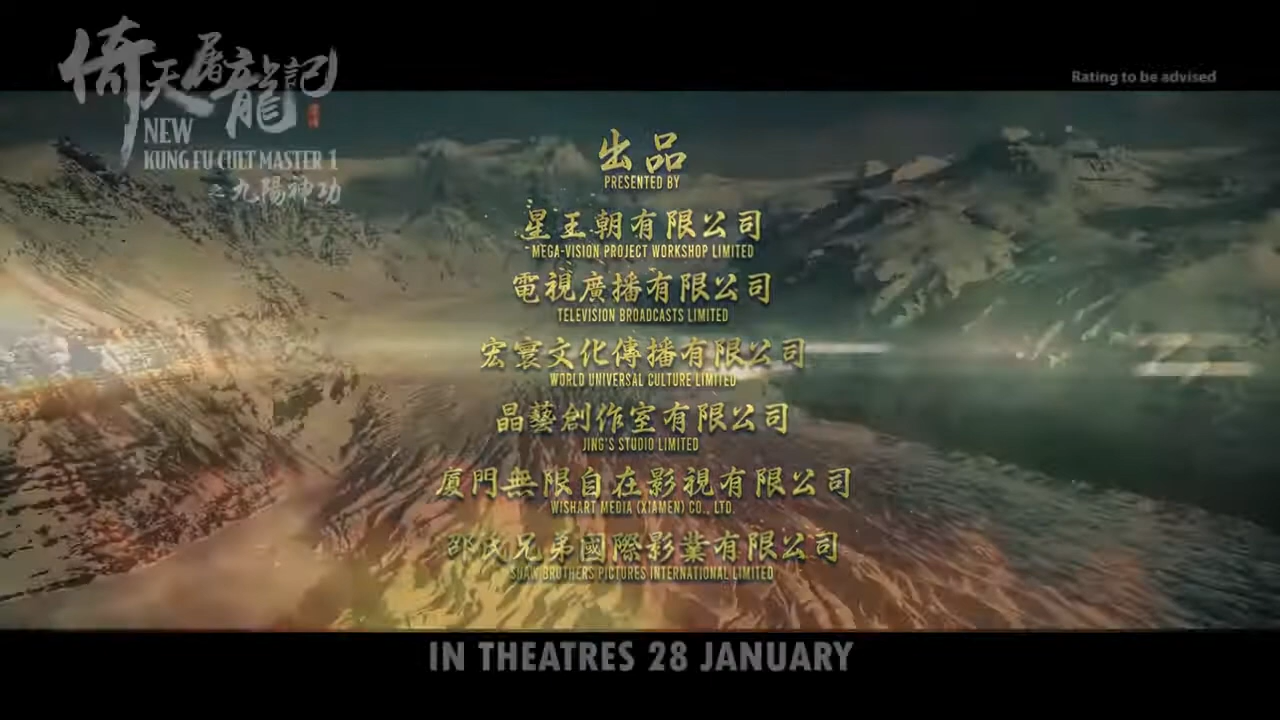 倚天屠龍記
NEW
KUNG FU CULT MASTER 1
之九陽神功
Rating to be advised
出品
PRESENTED BY
星王朝有限公司
MEGA-VISION PROJECT WORKSHOP LIMITED
電視廣播有限公司
TELEVISION BROADCASTS LIMITED
宏寰文化傳播有限公司
WORLD UNIVERSAL CULTURE LIMITED
晶藝創作室有限公司
JING'S STUDIO LIMITED
廈門無限自在影視有限公司
WISHART MEDIA (XIAMEN) CO., LTD.
邵氏兄弟國際影業有限公司
SHAW BROTHERS PICTURES INTERNATIONAL LIMITED
IN THEATRES 28 JANUARY